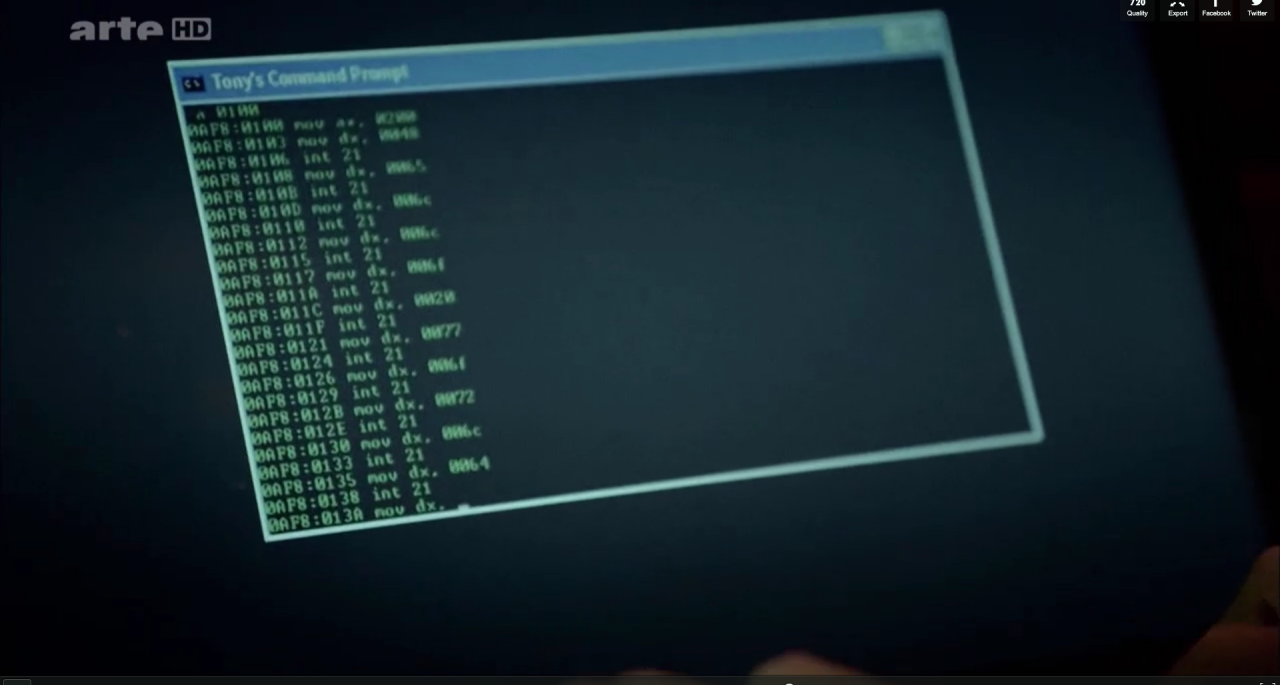 arte HD
720
Quality
Export
Facebook
Twitter
Tony's Command Prompt
a 0100
0AF8:0100 mov ax, 0200
0AF8:0103 mov dx, 0048
0AF8:0106 int 21
0AF8:0108 mov dx, 0065
0AF8:010B int 21
0AF8:010D mov dx, 006c
0AF8:0110 int 21
0AF8:0112 mov dx, 006c
0AF8:0115 int 21
0AF8:0117 mov dx, 006f
0AF8:011A int 21
0AF8:011C mov dx, 0020
0AF8:011F int 21
0AF8:0121 mov dx, 0077
0AF8:0124 int 21
0AF8:0126 mov dx, 006f
0AF8:0129 int 21
0AF8:012B mov dx, 0072
0AF8:012E int 21
0AF8:0130 mov dx, 006c
0AF8:0133 int 21
0AF8:0135 mov dx, 0064
0AF8:0138 int 21
0AF8:013A mov dx, _